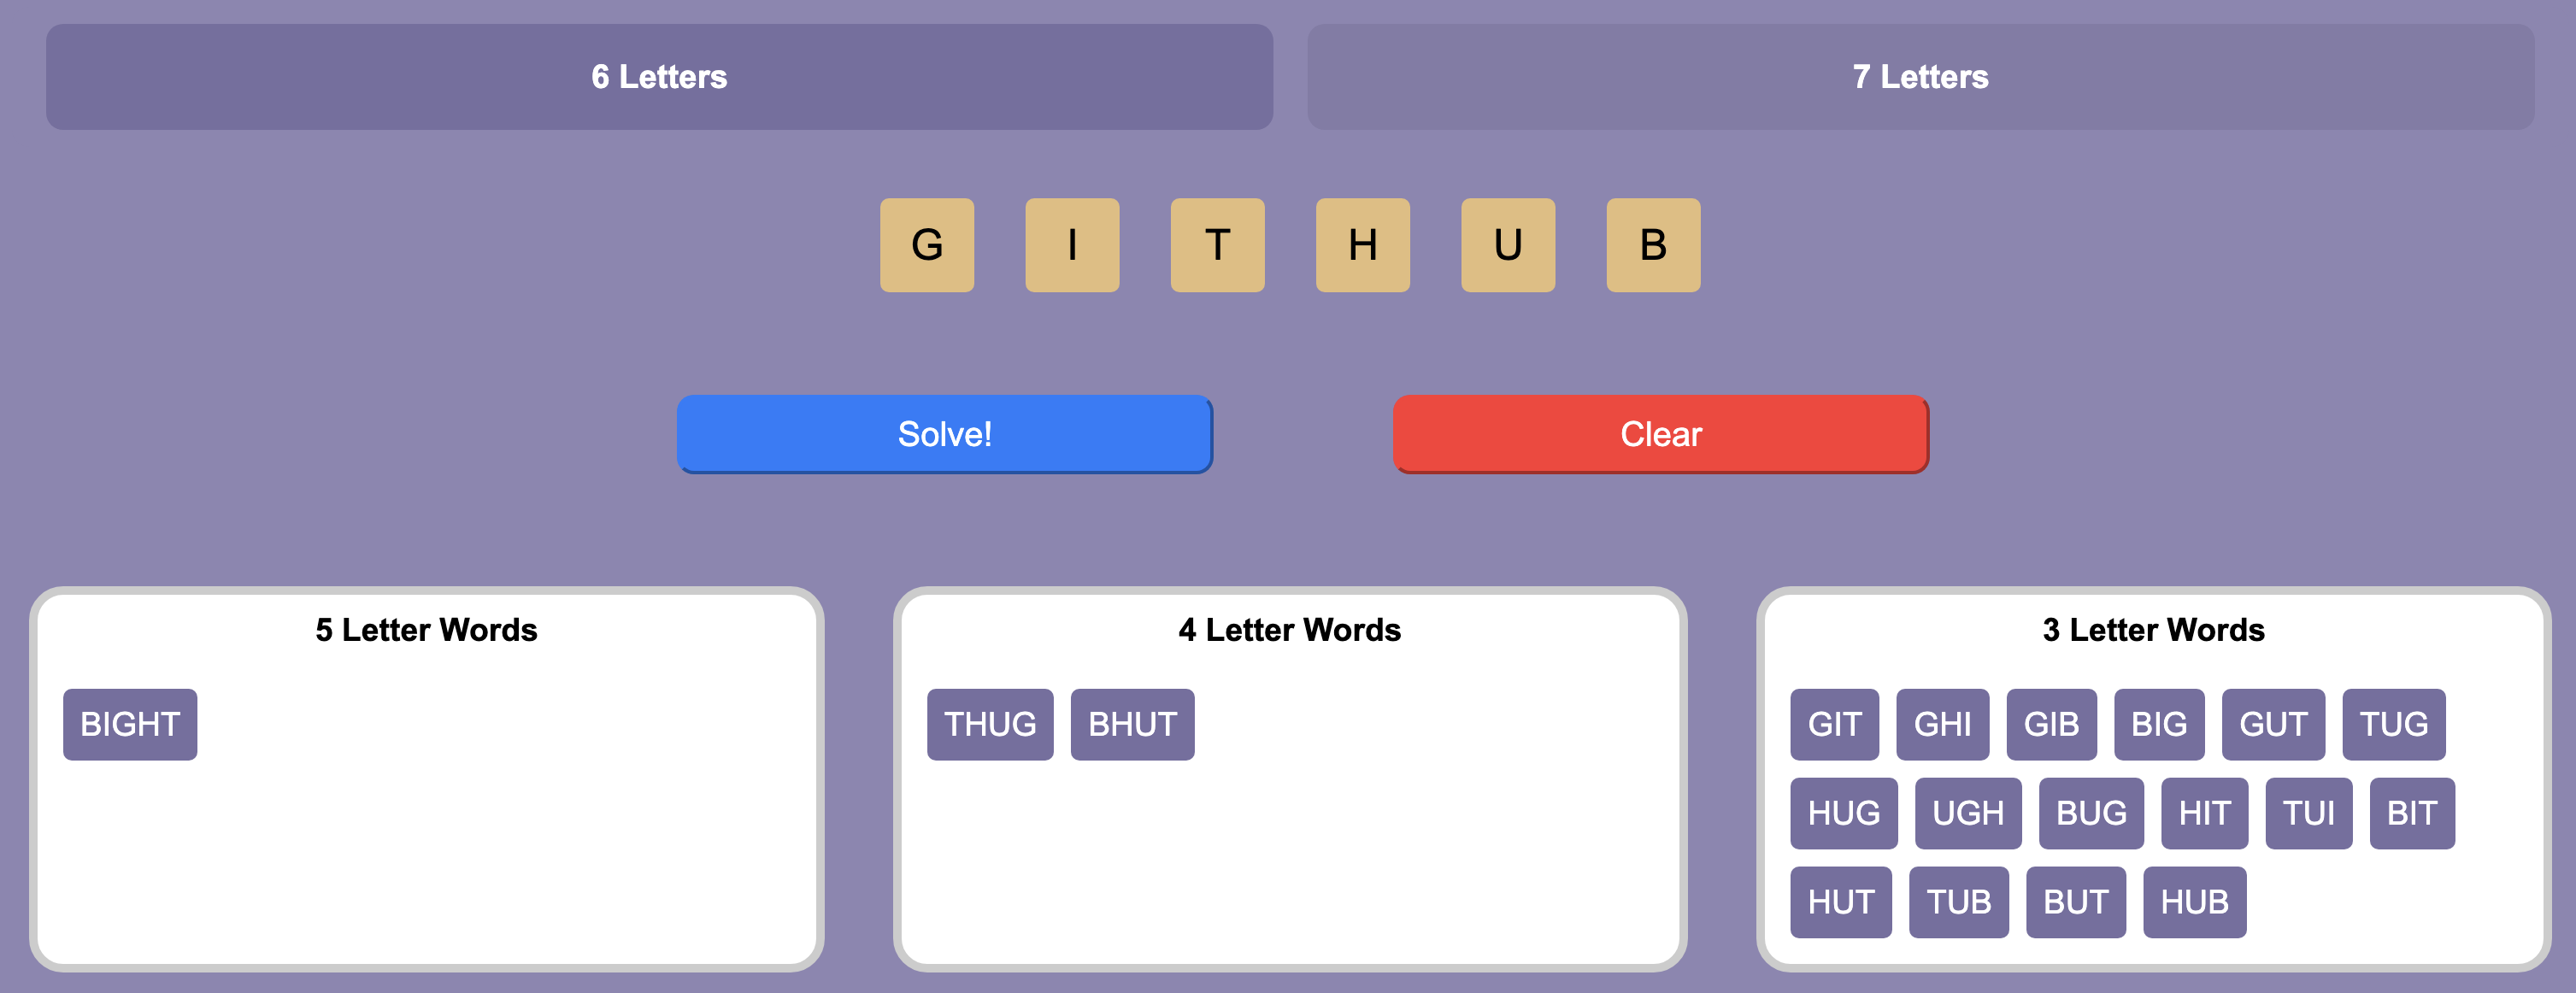 6 Letters 7 Letters
G I T H U B
Solve! Clear
5 Letter Words
BIGHT
4 Letter Words
THUG BHUT
3 Letter Words
GIT GHI GIB BIG GUT TUG
HUG UGH BUG HIT TUI BIT
HUT TUB BUT HUB